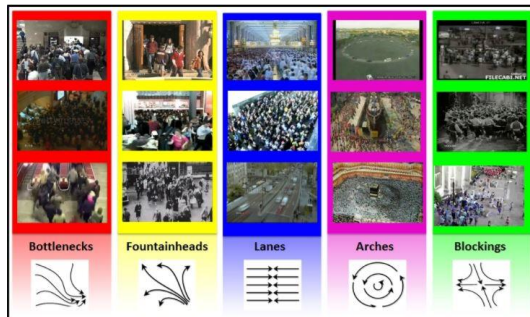 FILECABI.NET
Bottlenecks
Fountainheads
Lanes
Arches
Blockings